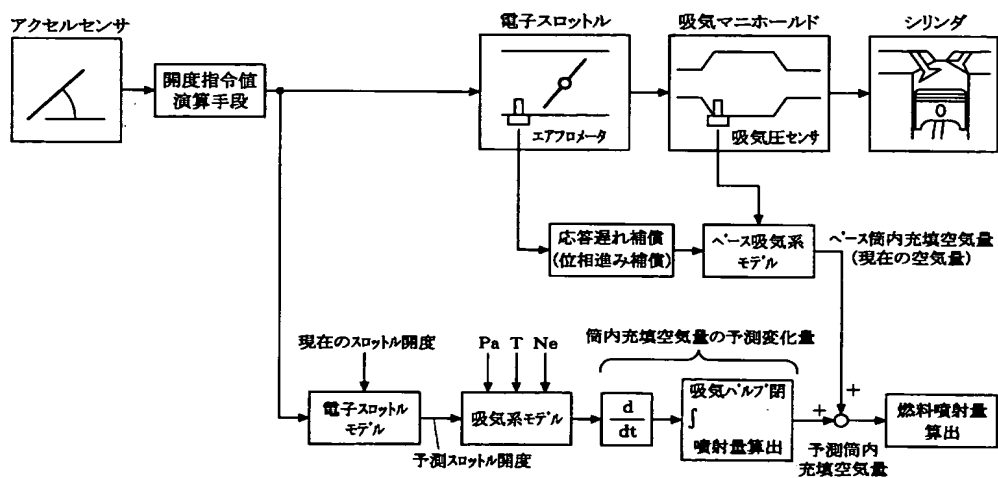 アクセルセンサ
開度指令値
演算手段
電子スロットル
エアフロメータ
吸気マニホールド
吸気圧センサ
シリンダ
応答遅れ補償
(位相進み補償)
ベース吸気系
モデル
ベース筒内充填空気量
(現在の空気量)
現在のスロットル開度
Pa T Ne
筒内充填空気量の予測変化量
電子スロットル
モデル
予測スロットル開度
吸気系モデル
d
dt
吸気バルブ閉
∫
噴射量算出
+
+
予測筒内
充填空気量
燃料噴射量
算出